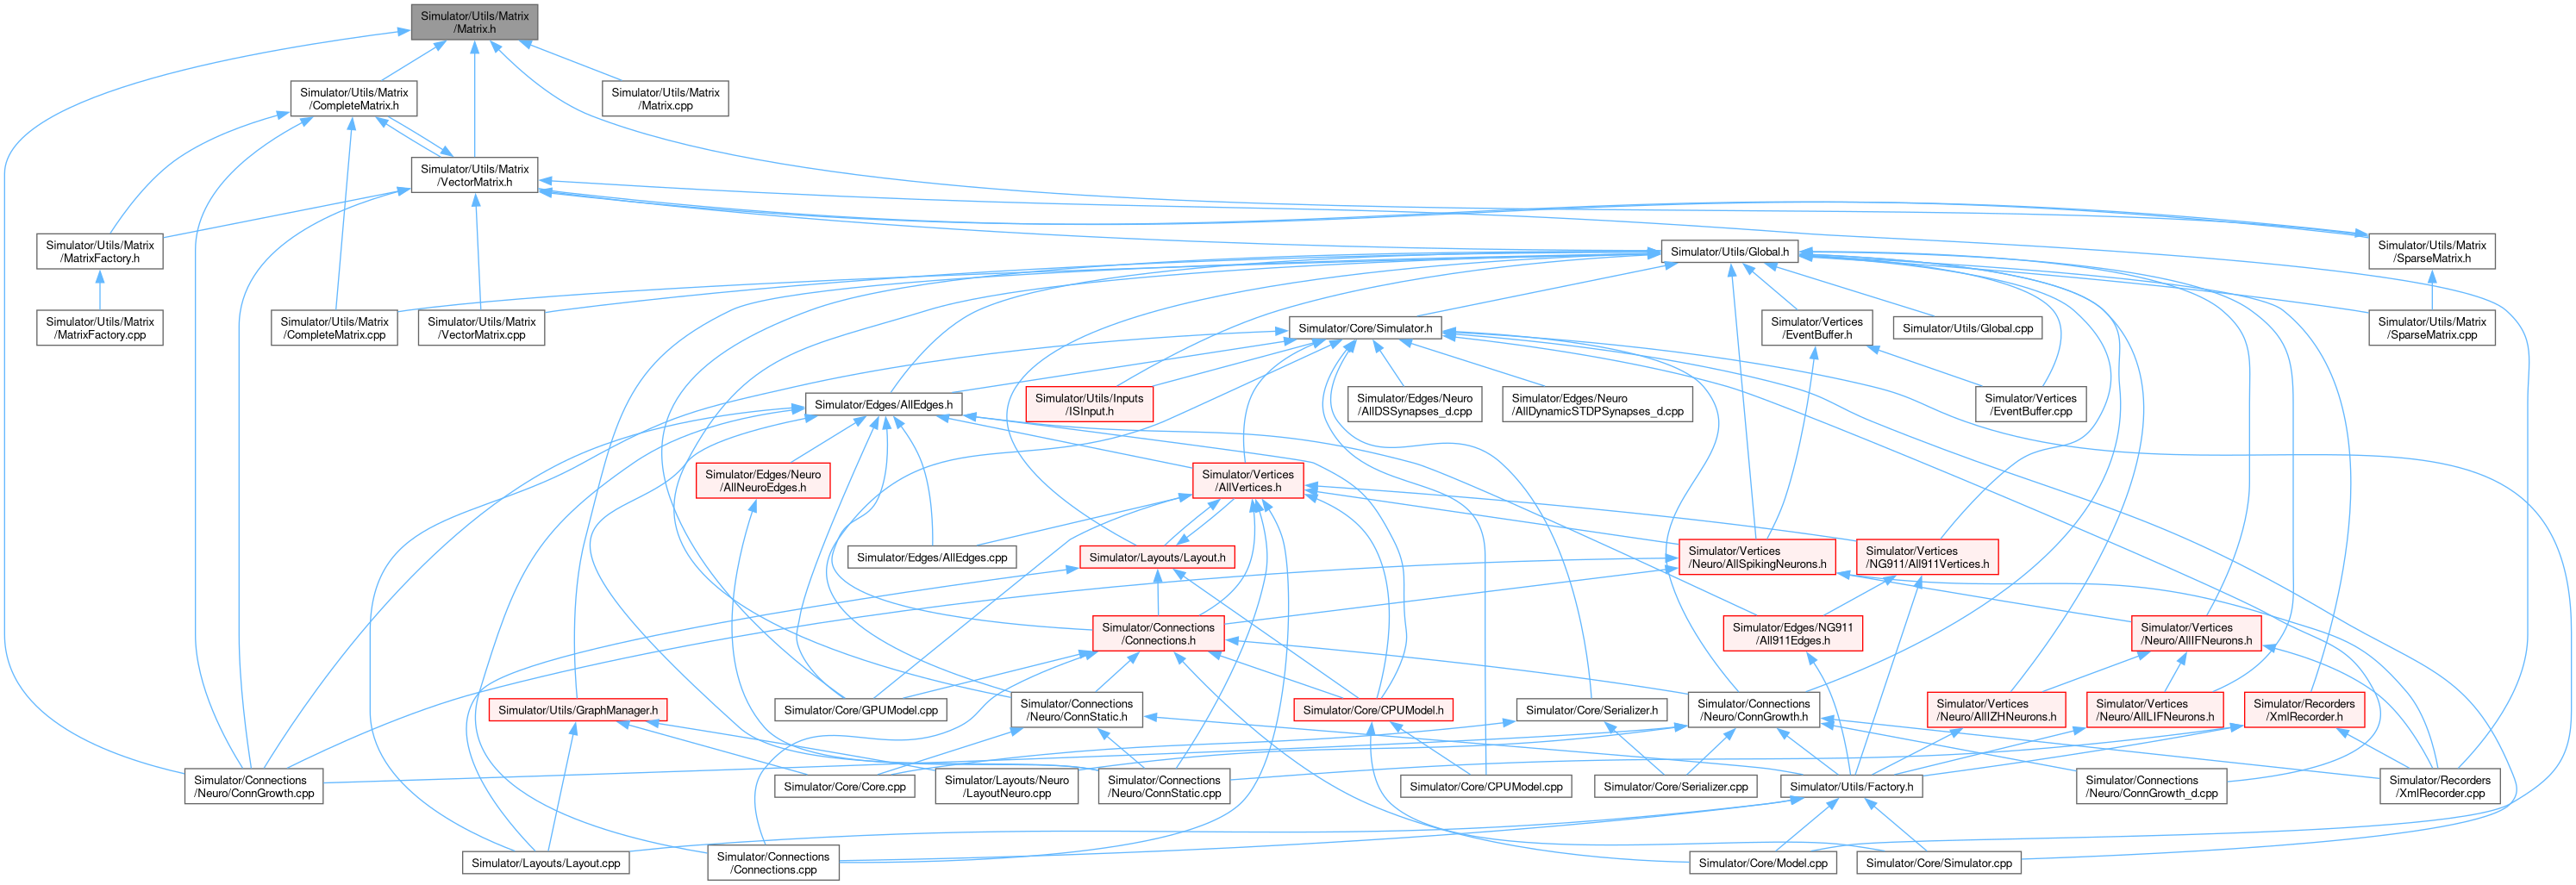 Simulator/Utils/Matrix
/Matrix.h
Simulator/Utils/Matrix
/CompleteMatrix.h
Simulator/Utils/Matrix
/Matrix.cpp
Simulator/Utils/Matrix
/VectorMatrix.h
Simulator/Utils/Matrix
/MatrixFactory.h
Simulator/Utils/Global.h
Simulator/Utils/Matrix
/SparseMatrix.h
Simulator/Utils/Matrix
/MatrixFactory.cpp
Simulator/Utils/Matrix
/CompleteMatrix.cpp
Simulator/Utils/Matrix
/VectorMatrix.cpp
Simulator/Core/Simulator.h
Simulator/Vertices
/EventBuffer.h
Simulator/Utils/Global.cpp
Simulator/Utils/Matrix
/SparseMatrix.cpp
Simulator/Edges/AllEdges.h
Simulator/Utils/Inputs
/ISInput.h
Simulator/Edges/Neuro
/AllDSSynapses_d.cpp
Simulator/Edges/Neuro
/AllDynamicSTDPSynapses_d.cpp
Simulator/Vertices
/EventBuffer.cpp
Simulator/Edges/Neuro
/AllNeuroEdges.h
Simulator/Vertices
/AllVertices.h
Simulator/Edges/AllEdges.cpp
Simulator/Layouts/Layout.h
Simulator/Vertices
/Neuro/AllSpikingNeurons.h
Simulator/Vertices
/NG911/All911Vertices.h
Simulator/Connections
/Connections.h
Simulator/Edges/NG911
/All911Edges.h
Simulator/Vertices
/Neuro/AllIFNeurons.h
Simulator/Utils/GraphManager.h
Simulator/Core/GPUModel.cpp
Simulator/Connections
/Neuro/ConnStatic.h
Simulator/Core/CPUModel.h
Simulator/Core/Serializer.h
Simulator/Connections
/Neuro/ConnGrowth.h
Simulator/Vertices
/Neuro/AllIZHNeurons.h
Simulator/Vertices
/Neuro/AllLIFNeurons.h
Simulator/Recorders
/XmlRecorder.h
Simulator/Connections
/Neuro/ConnGrowth.cpp
Simulator/Core/Core.cpp
Simulator/Layouts/Neuro
/LayoutNeuro.cpp
Simulator/Connections
/Neuro/ConnStatic.cpp
Simulator/Core/CPUModel.cpp
Simulator/Core/Serializer.cpp
Simulator/Utils/Factory.h
Simulator/Connections
/Neuro/ConnGrowth_d.cpp
Simulator/Recorders
/XmlRecorder.cpp
Simulator/Layouts/Layout.cpp
Simulator/Connections
/Connections.cpp
Simulator/Core/Model.cpp
Simulator/Core/Simulator.cpp